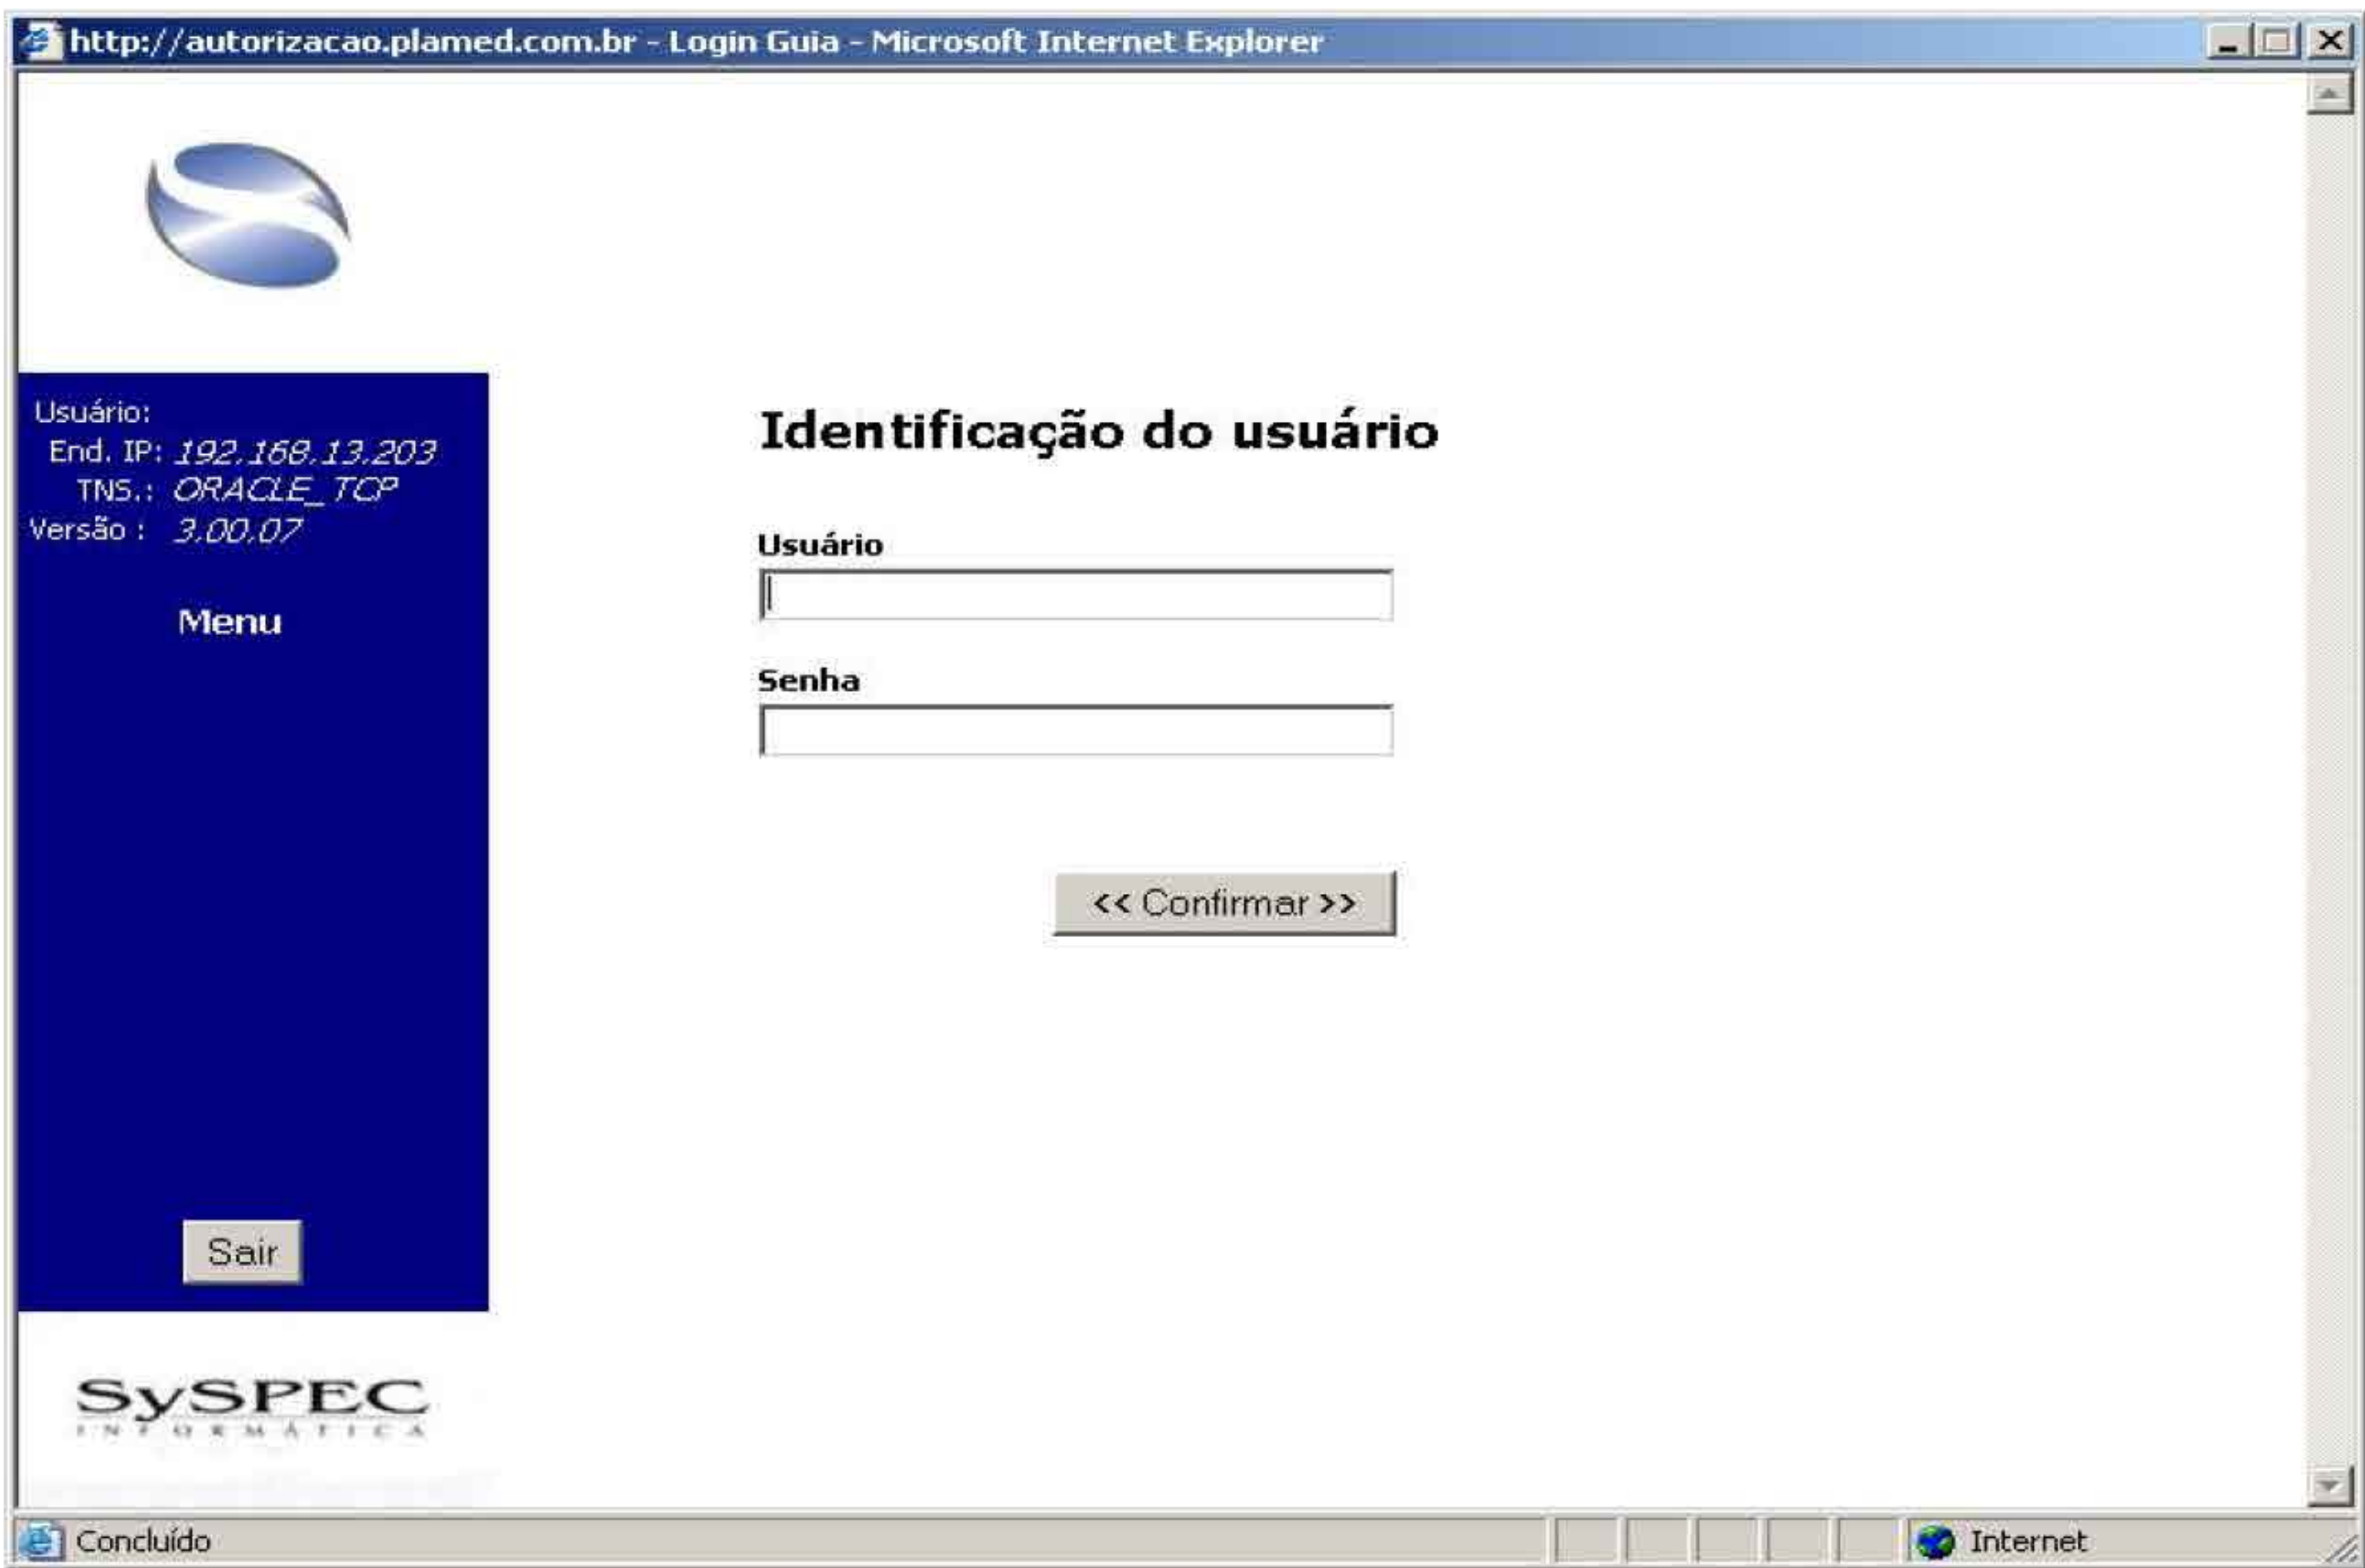 http://autorizacao.plamed.com.br - Login Guia - Microsoft Internet Explorer
Usuário:
End. IP: 192.168.13.203
TNS.: ORACLE_TCP
Versão : 3.00.07
Menu
Identificação do usuário
Usuário
Senha
<< Confirmar >>
Sair
SySPEC
INFORMÁTICA
Concluído
Internet